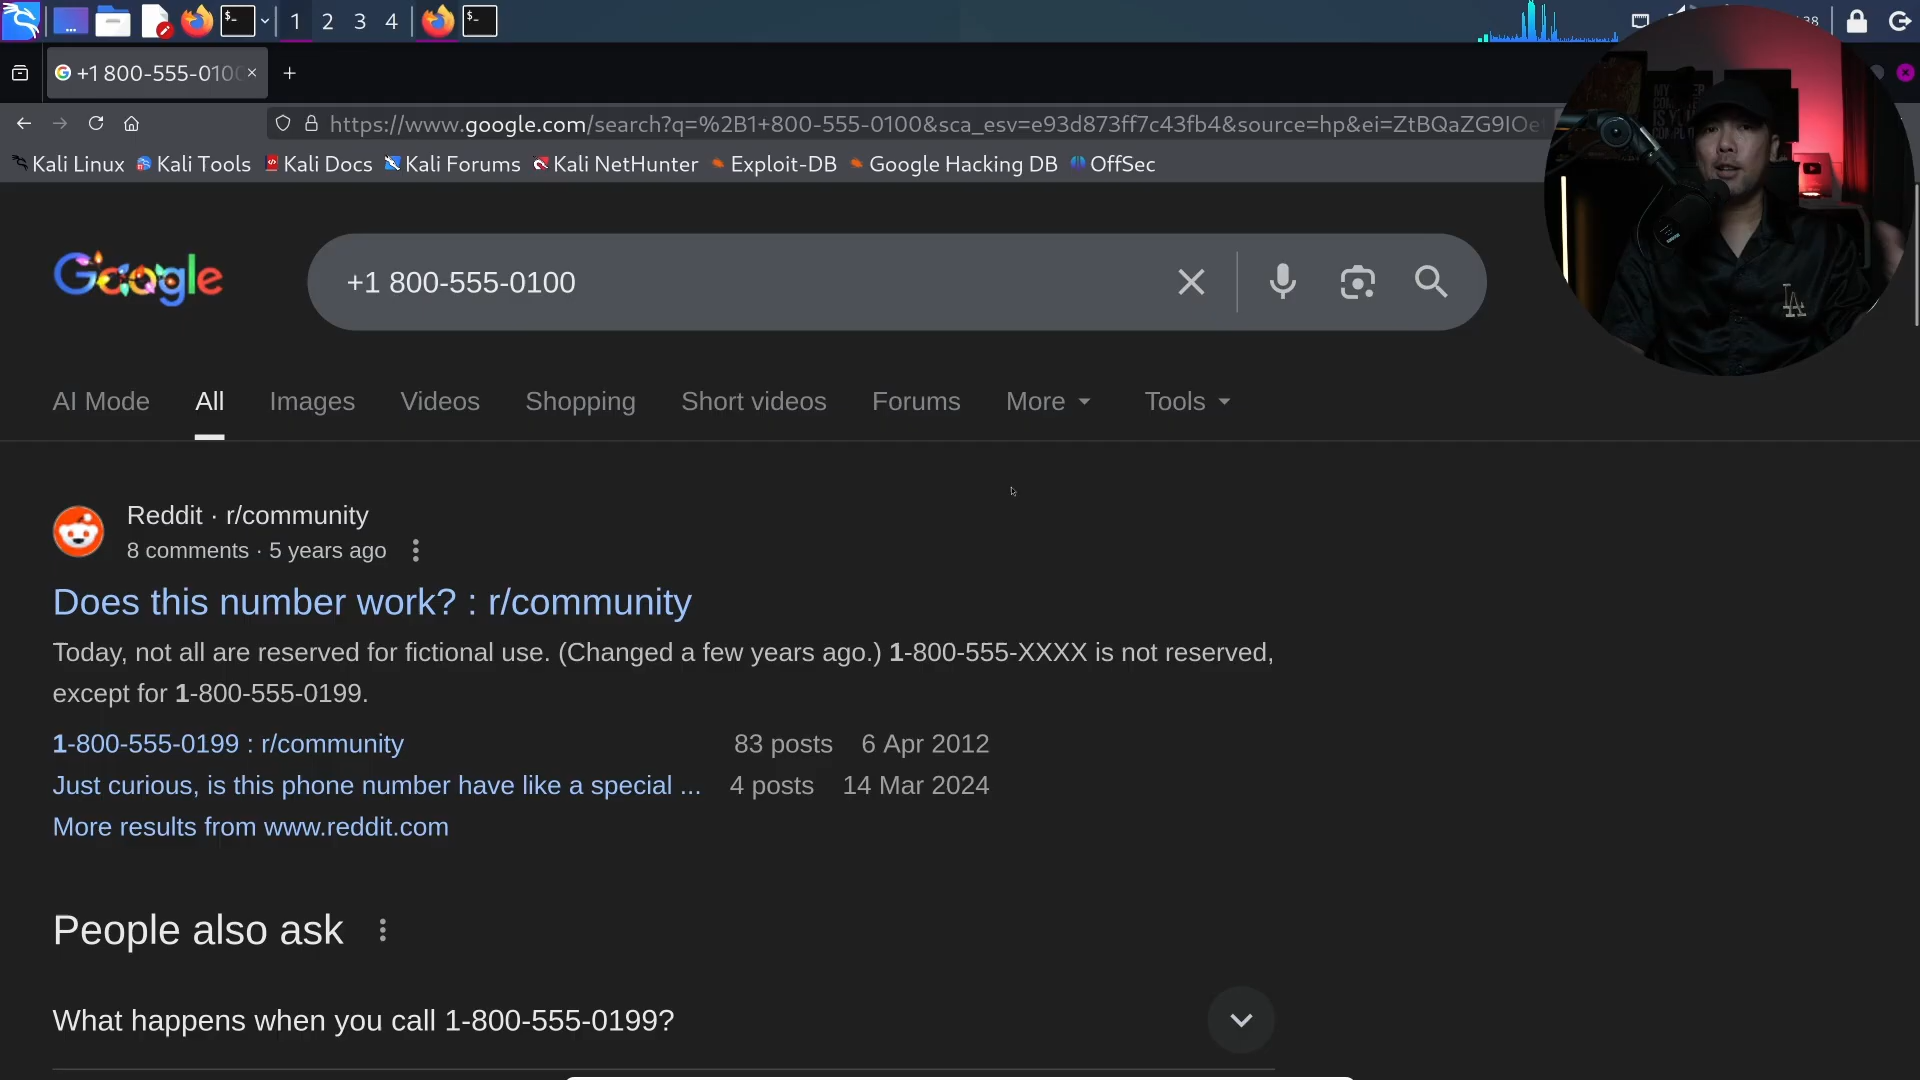 1 2 3 4
+1 800-555-0100
https://www.google.com/search?q=%2B1+800-555-0100&sca_esv=e93d873ff7c43fb4&source=hp&ei=ZtBQaZG9IOe
Kali Linux Kali Tools Kali Docs Kali Forums Kali NetHunter Exploit-DB Google Hacking DB OffSec
Google
+1 800-555-0100
AI Mode All Images Videos Shopping Short videos Forums More Tools
Reddit · r/community
8 comments · 5 years ago
Does this number work? : r/community
Today, not all are reserved for fictional use. (Changed a few years ago.) 1-800-555-XXXX is not reserved,
except for 1-800-555-0199.
1-800-555-0199 : r/community 83 posts 6 Apr 2012
Just curious, is this phone number have like a special ... 4 posts 14 Mar 2024
More results from www.reddit.com
People also ask
What happens when you call 1-800-555-0199?
LA